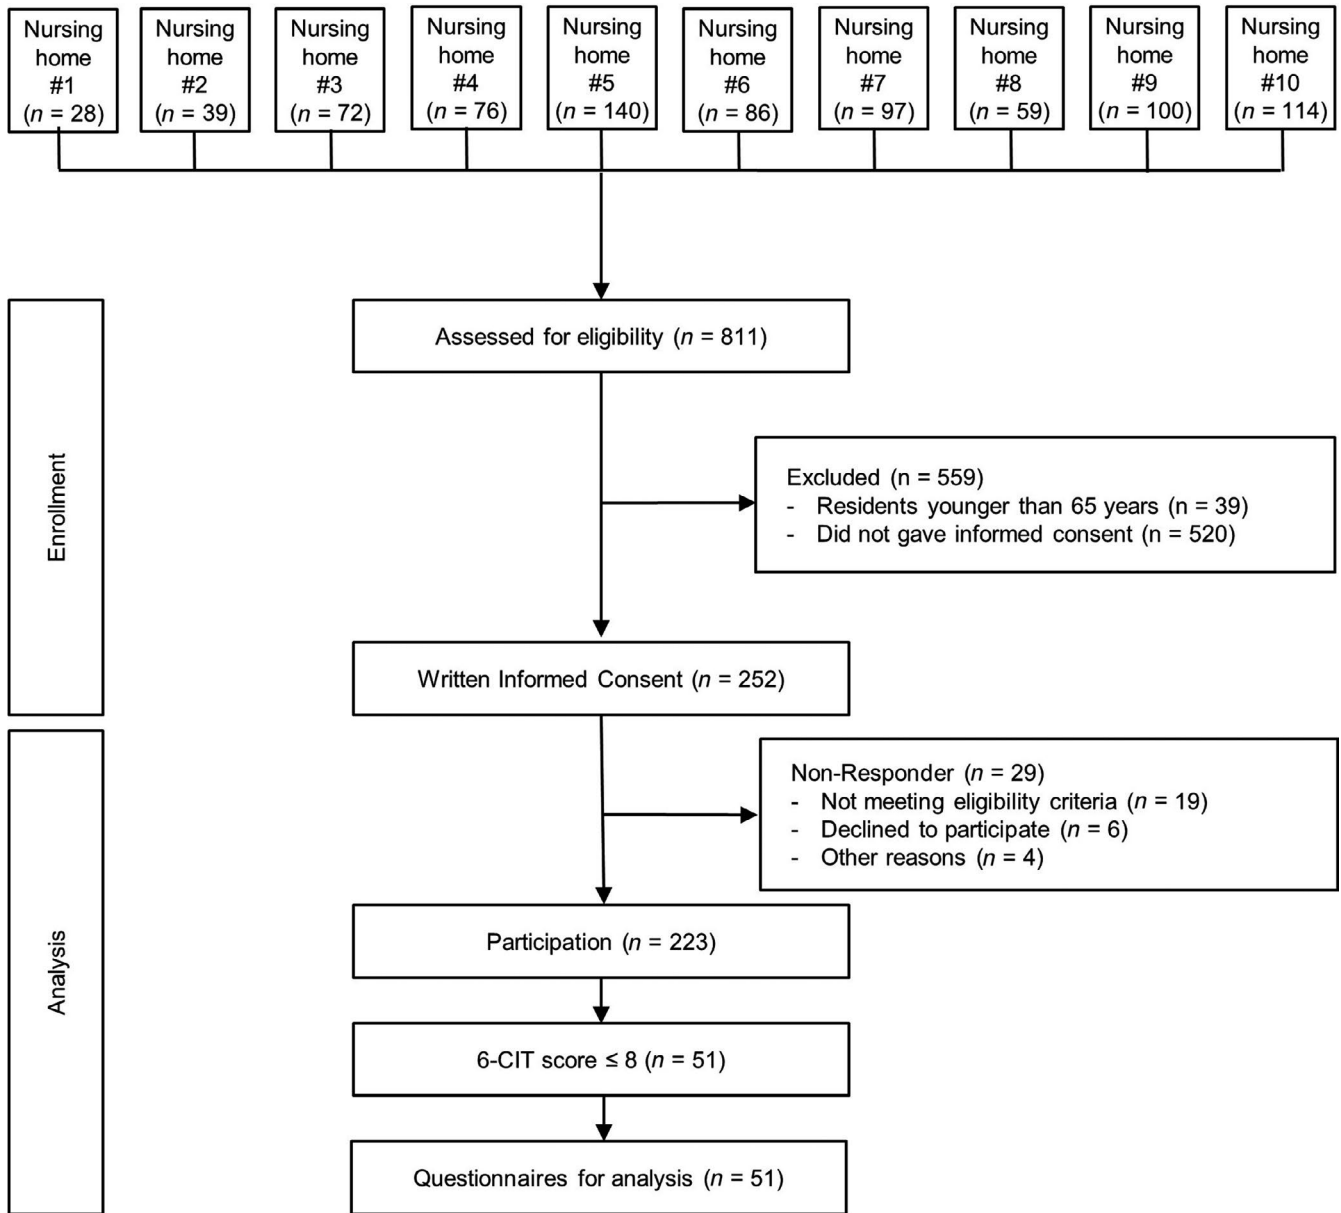 Nursing
home
#1
(n = 28)
Nursing
home
#2
(n = 39)
Nursing
home
#3
(n = 72)
Nursing
home
#4
(n = 76)
Nursing
home
#5
(n = 140)
Nursing
home
#6
(n = 86)
Nursing
home
#7
(n = 97)
Nursing
home
#8
(n = 59)
Nursing
home
#9
(n = 100)
Nursing
home
#10
(n = 114)
Enrollment
Assessed for eligibility (n = 811)
Excluded (n = 559)
- Residents younger than 65 years (n = 39)
- Did not gave informed consent (n = 520)
Written Informed Consent (n = 252)
Analysis
Non-Responder (n = 29)
- Not meeting eligibility criteria (n = 19)
- Declined to participate (n = 6)
- Other reasons (n = 4)
Participation (n = 223)
6-CIT score ≤ 8 (n = 51)
Questionnaires for analysis (n = 51)